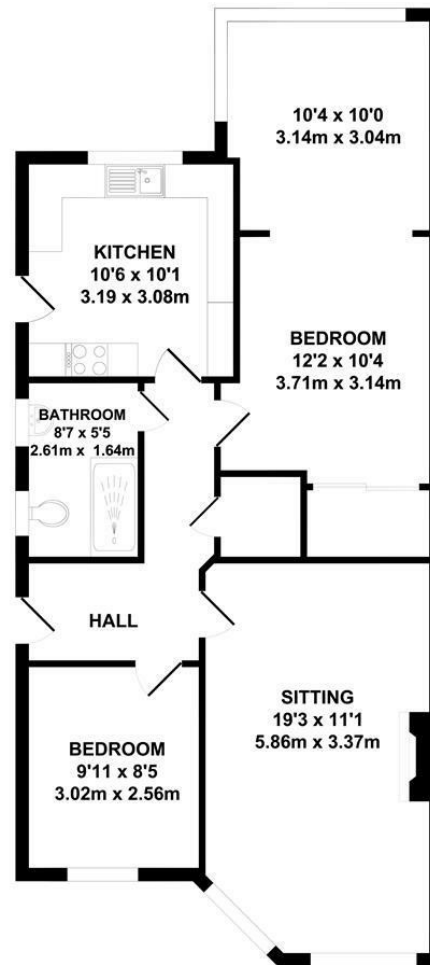 10'4 x 10'0
3.14m x 3.04m
KITCHEN
10'6 x 10'1
3.19 x 3.08m
BEDROOM
12'2 x 10'4
3.71m x 3.14m
BATHROOM
8'7 x 5'5
2.61m x 1.64m
HALL
SITTING
19'3 x 11'1
5.86m x 3.37m
BEDROOM
9'11 x 8'5
3.02m x 2.56m